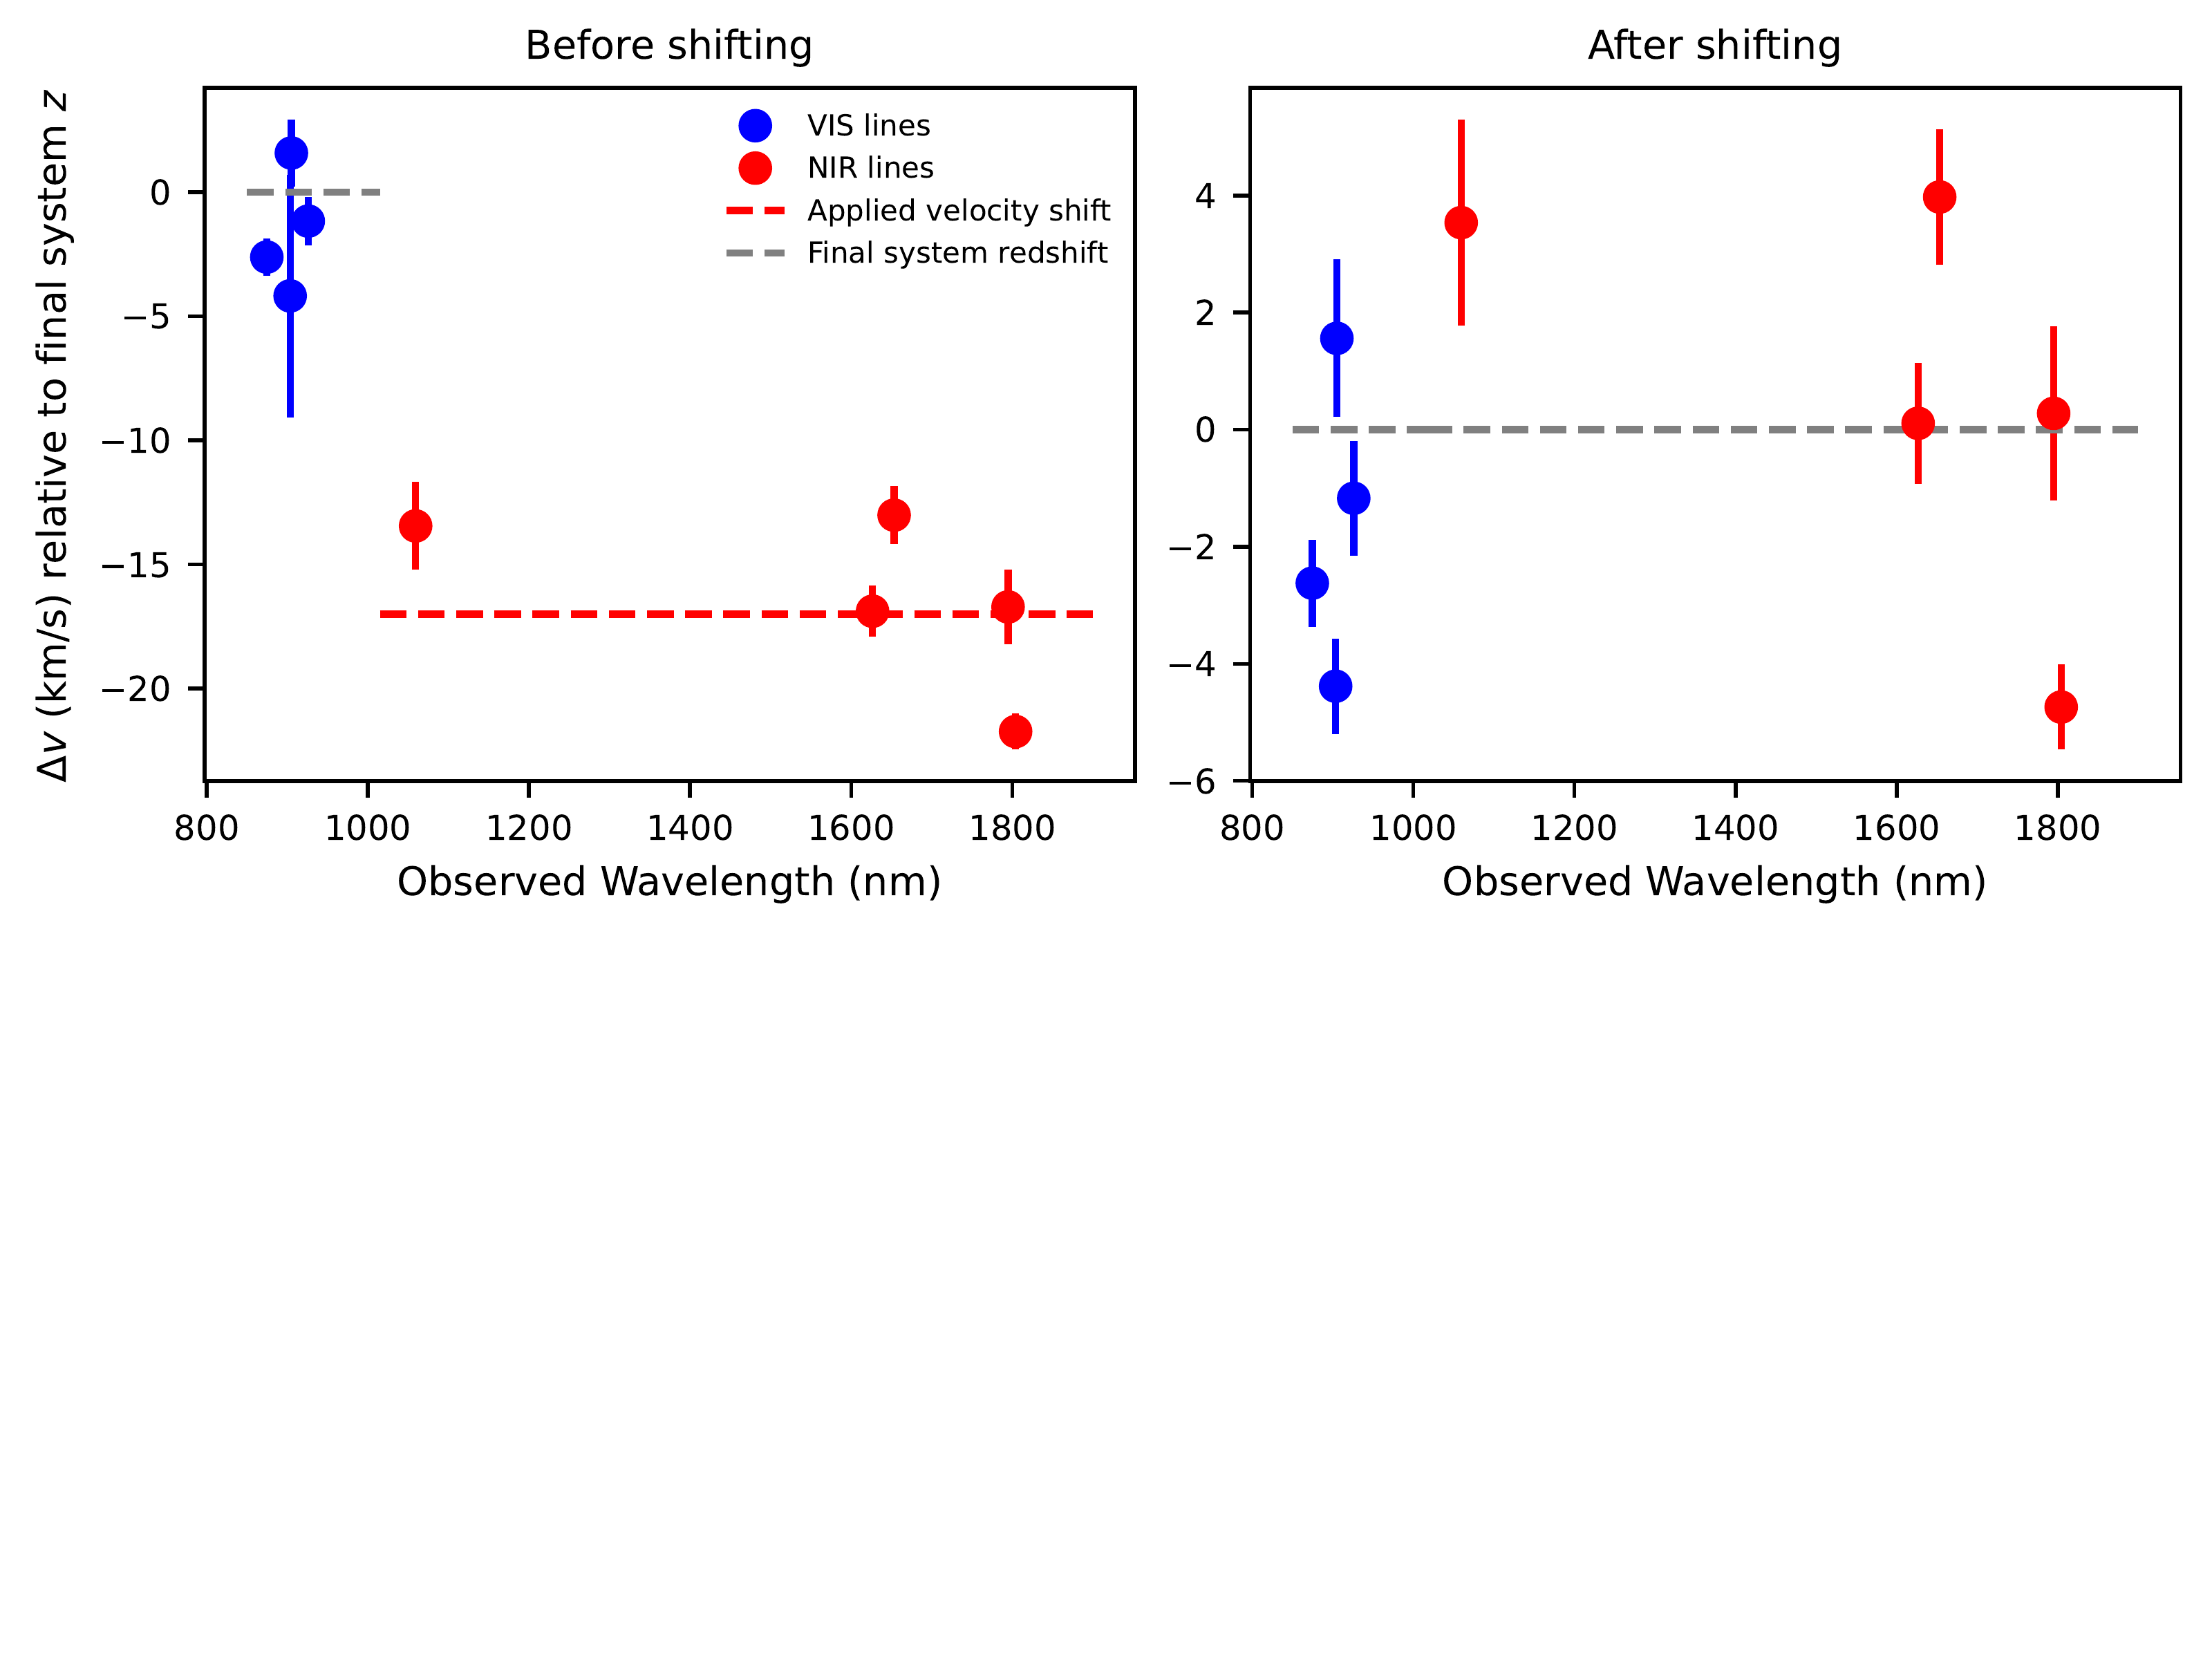 Before shifting
After shifting
Δv (km/s) relative to final system z
0
−5
−10
−15
−20
VIS lines
NIR lines
Applied velocity shift
Final system redshift
800 1000 1200 1400 1600 1800
Observed Wavelength (nm)
4
2
0
−2
−4
−6
800 1000 1200 1400 1600 1800
Observed Wavelength (nm)